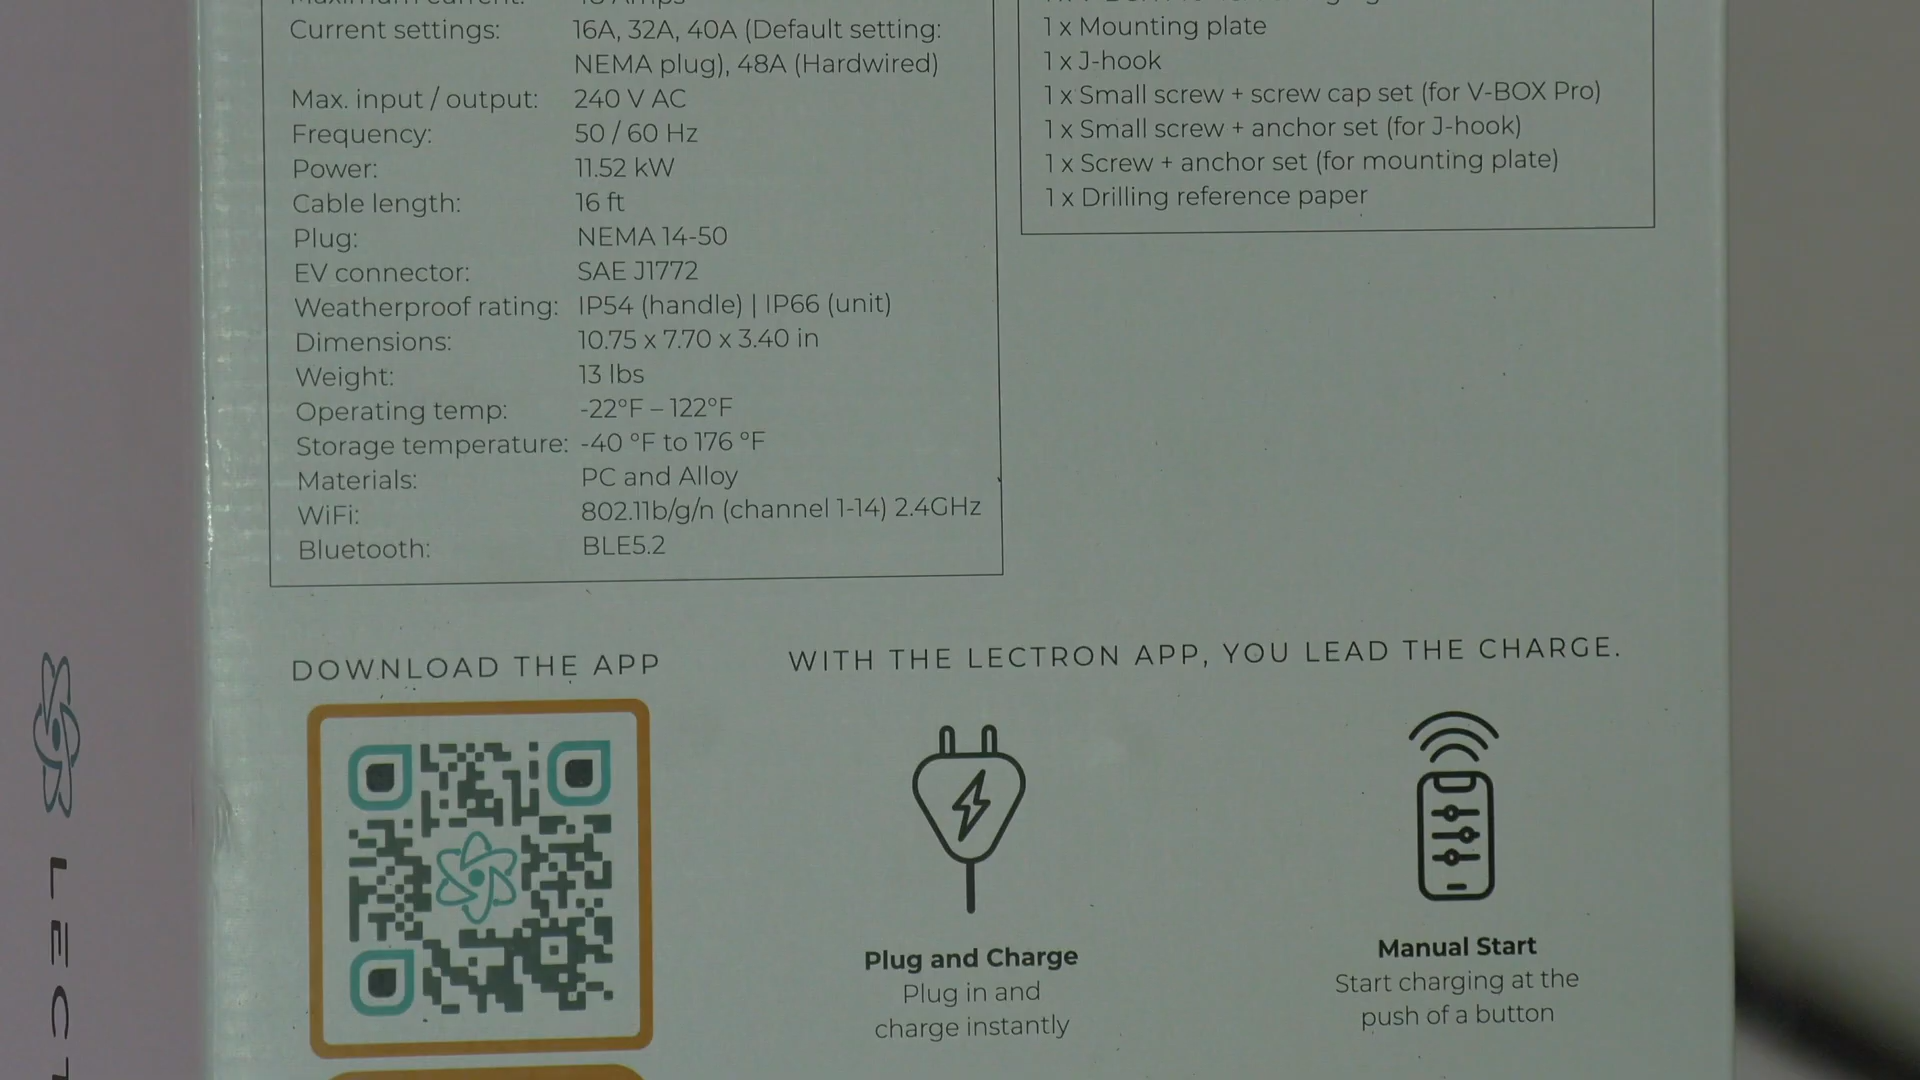 Maximum current: 48 Amps
Current settings: 16A, 32A, 40A (Default setting:
NEMA plug), 48A (Hardwired)
Max. input / output: 240 V AC
Frequency: 50 / 60 Hz
Power: 11.52 kW
Cable length: 16 ft
Plug: NEMA 14-50
EV connector: SAE J1772
Weatherproof rating: IP54 (handle) | IP66 (unit)
Dimensions: 10.75 x 7.70 x 3.40 in
Weight: 13 lbs
Operating temp: -22°F – 122°F
Storage temperature: -40 °F to 176 °F
Materials: PC and Alloy
WiFi: 802.11b/g/n (channel 1-14) 2.4GHz
Bluetooth: BLE5.2
1 x Mounting plate
1 x J-hook
1 x Small screw + screw cap set (for V-BOX Pro)
1 x Small screw + anchor set (for J-hook)
1 x Screw + anchor set (for mounting plate)
1 x Drilling reference paper
DOWNLOAD THE APP
WITH THE LECTRON APP, YOU LEAD THE CHARGE.
Plug and Charge
Plug in and
charge instantly
Manual Start
Start charging at the
push of a button
LECT